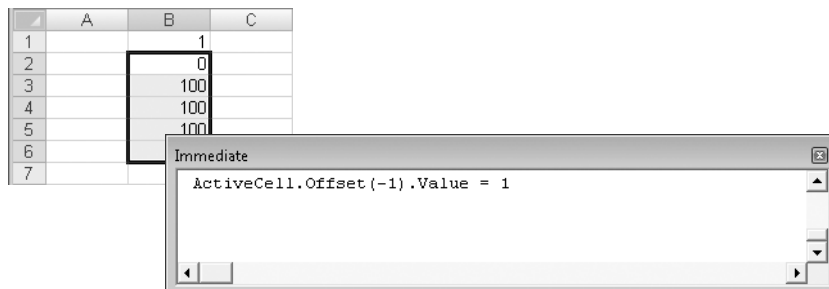 A B C
1 1
2 0
3 100
4 100
5 100
6
7
Immediate
ActiveCell.Offset(-1).Value = 1